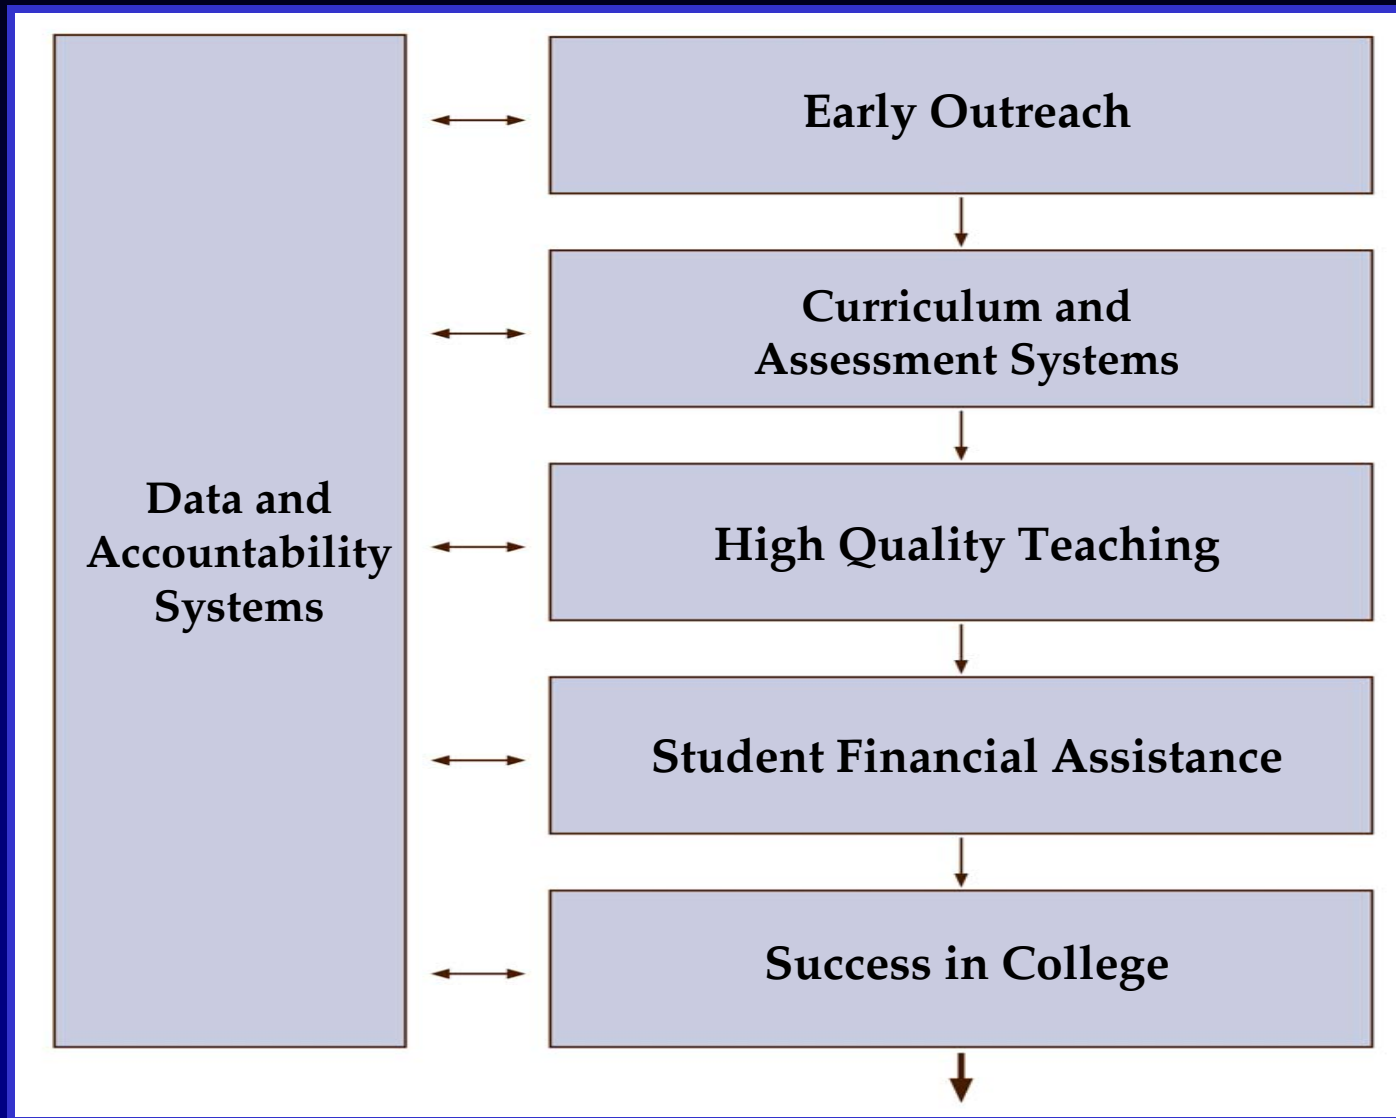 Data and
Accountability
Systems
Early Outreach
Curriculum and
Assessment Systems
High Quality Teaching
Student Financial Assistance
Success in College